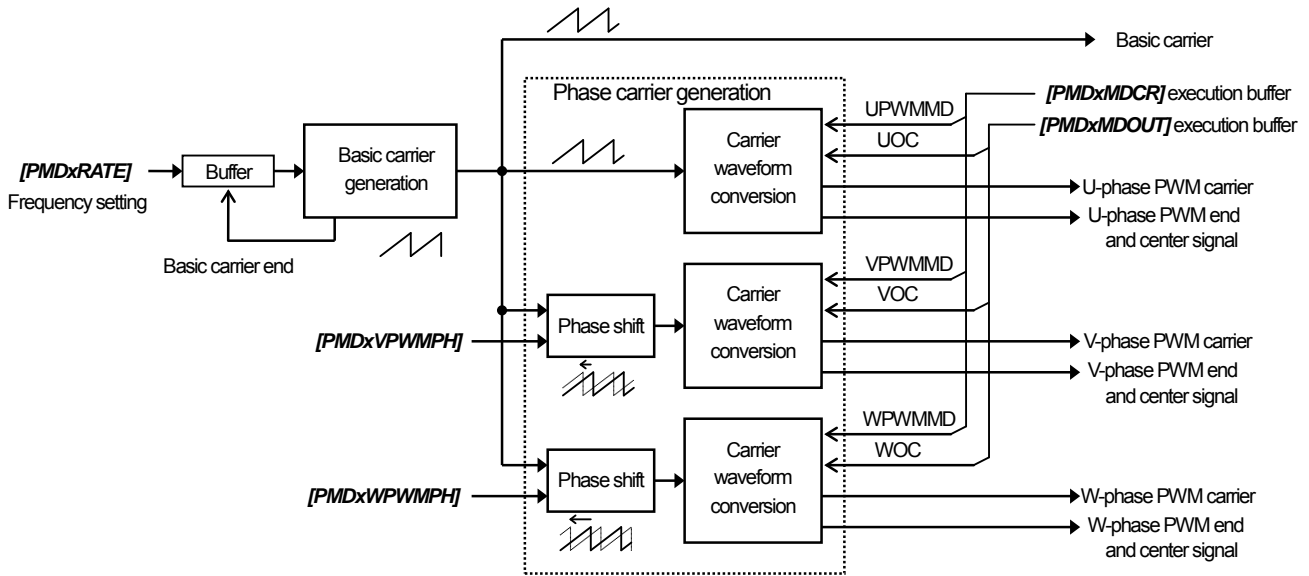 Basic carrier
Phase carrier generation
[PMDxMDCR] execution buffer
[PMDxMDOUT] execution buffer
UPWMMD
UOC
Carrier
waveform
conversion
Basic carrier
generation
[PMDxRATE]
Frequency setting
Buffer
Basic carrier end
U-phase PWM carrier
U-phase PWM end
and center signal
VPWMMD
VOC
Carrier
waveform
conversion
Phase shift
[PMDxVPWMPH]
V-phase PWM carrier
V-phase PWM end
and center signal
WPWMMD
WOC
Carrier
waveform
conversion
Phase shift
[PMDxWPWMPH]
W-phase PWM carrier
W-phase PWM end
and center signal